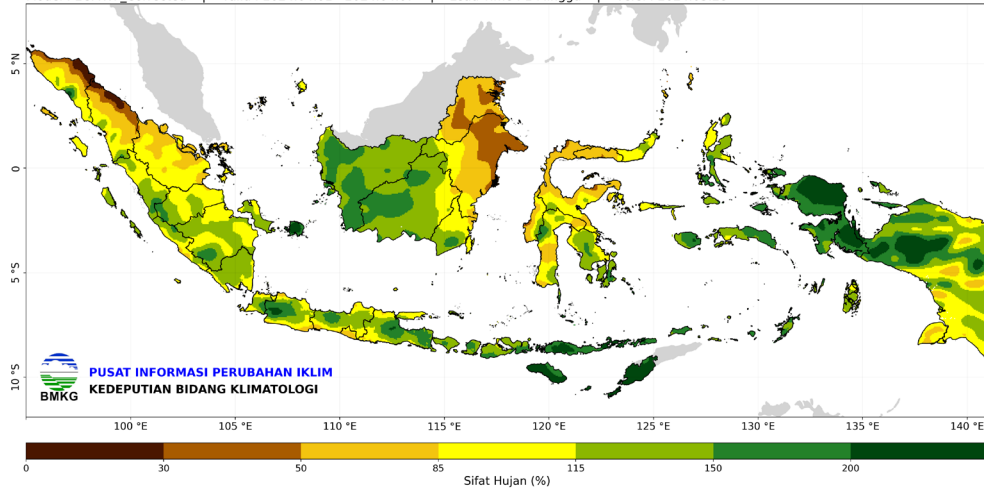 5 °N
0
5 °S
10 °S
BMKG
PUSAT INFORMASI PERUBAHAN IKLIM
KEDEPUTIAN BIDANG KLIMATOLOGI
100 °E 105 °E 110 °E 115 °E 120 °E 125 °E 130 °E 135 °E 140 °E
0 30 50 85 115 150 200
Sifat Hujan (%)